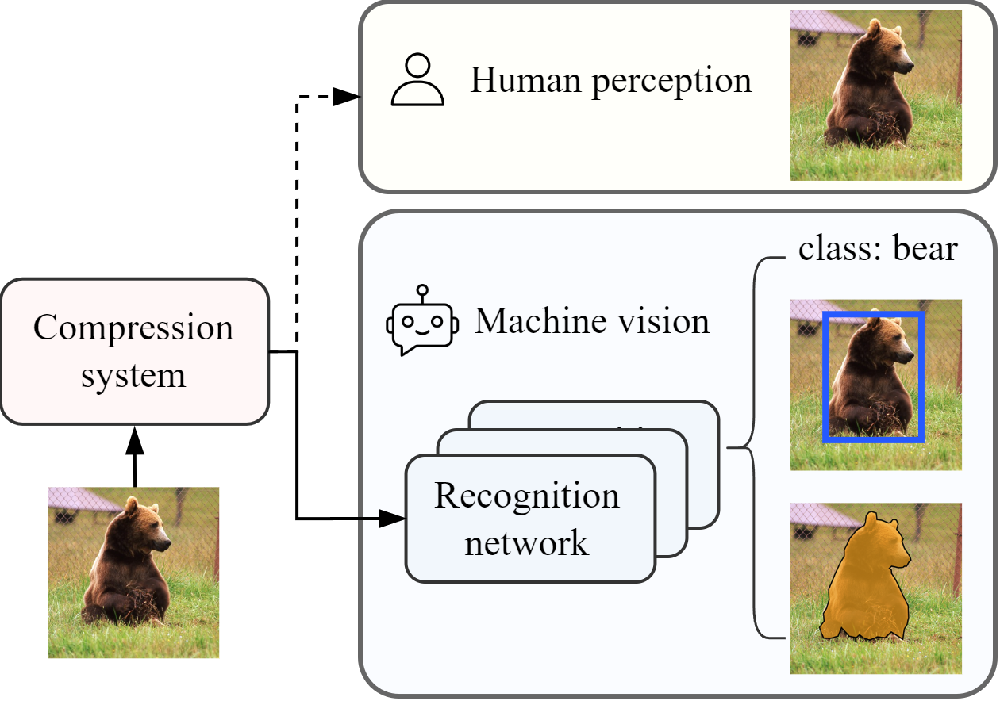 Human perception
class: bear
Compression
system
Machine vision
Recognition
network